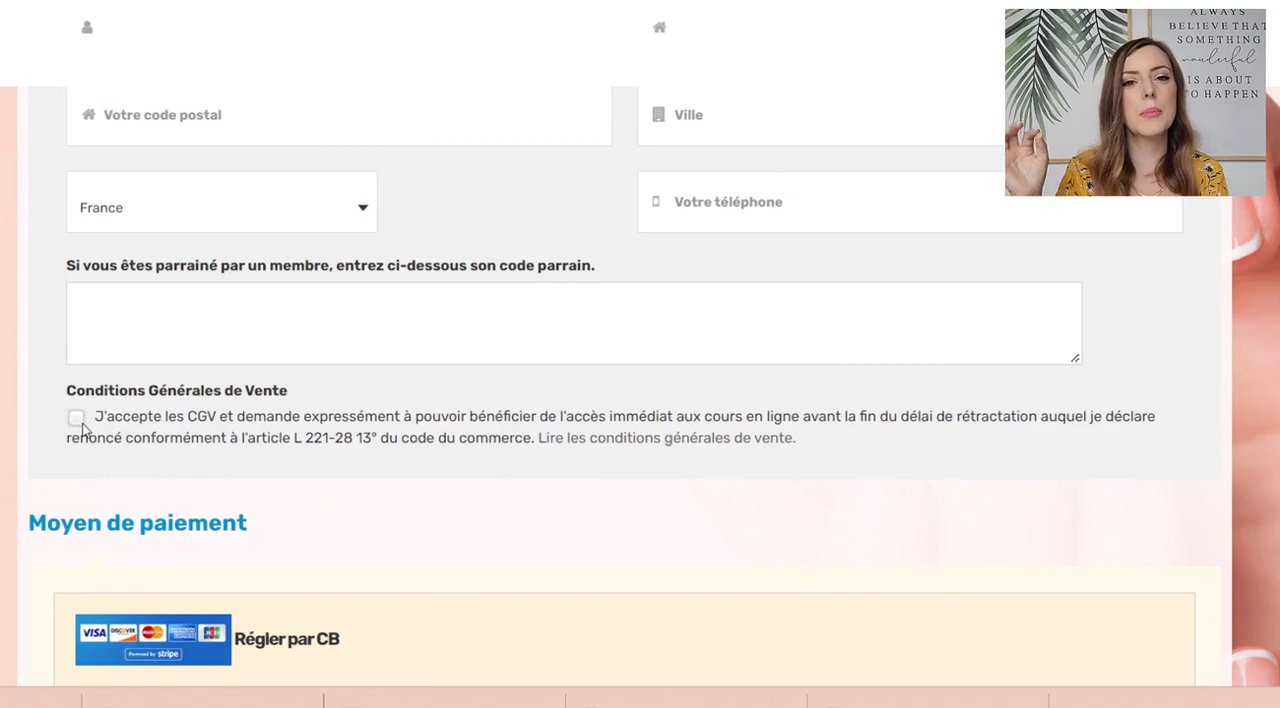 ALWAYS
BELIEVE THAT
SOMETHING
wonderful
IS ABOUT
TO HAPPEN
Votre code postal
Ville
France
Votre téléphone
Si vous êtes parrainé par un membre, entrez ci-dessous son code parrain.
Conditions Générales de Vente
J'accepte les CGV et demande expressément à pouvoir bénéficier de l'accès immédiat aux cours en ligne avant la fin du délai de rétractation auquel je déclare
renoncé conformément à l'article L 221-28 13° du code du commerce. Lire les conditions générales de vente.
Moyen de paiement
VISA DISCOVER MasterCard AMERICAN EXPRESS JCB
Régler par CB
Powered by stripe